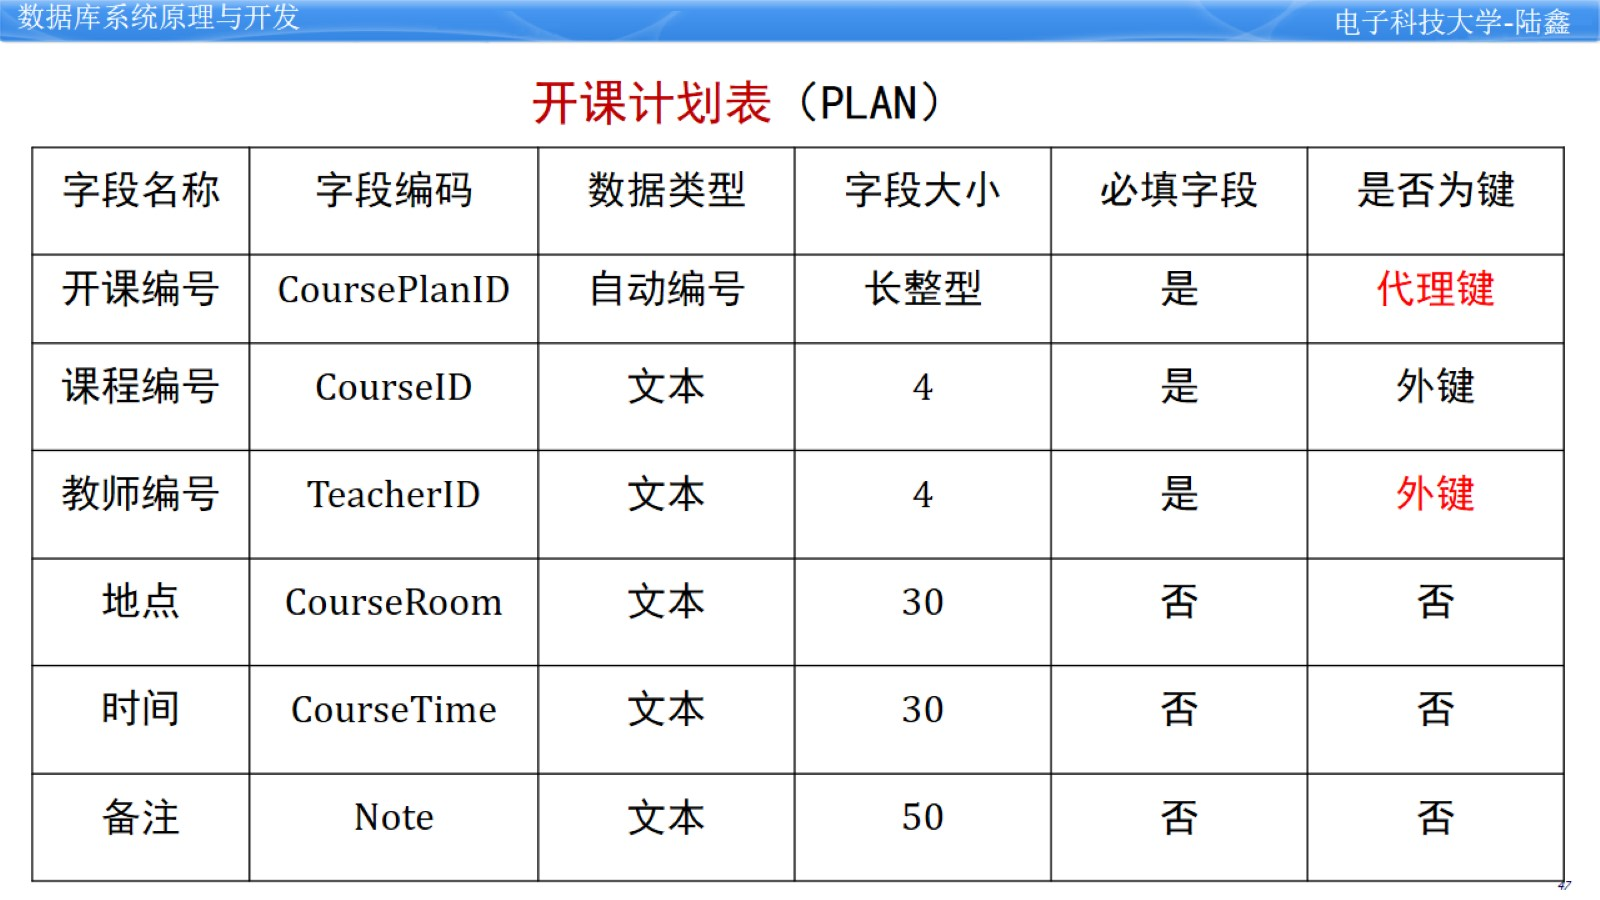 数据库系统原理与开发
电子科技大学-陆鑫
开课计划表（PLAN）
字段名称 字段编码 数据类型 字段大小 必填字段 是否为键
开课编号 CoursePlanID 自动编号 长整型 是 代理键
课程编号 CourseID 文本 4 是 外键
教师编号 TeacherID 文本 4 是 外键
地点 CourseRoom 文本 30 否 否
时间 CourseTime 文本 30 否 否
备注 Note 文本 50 否 否
47